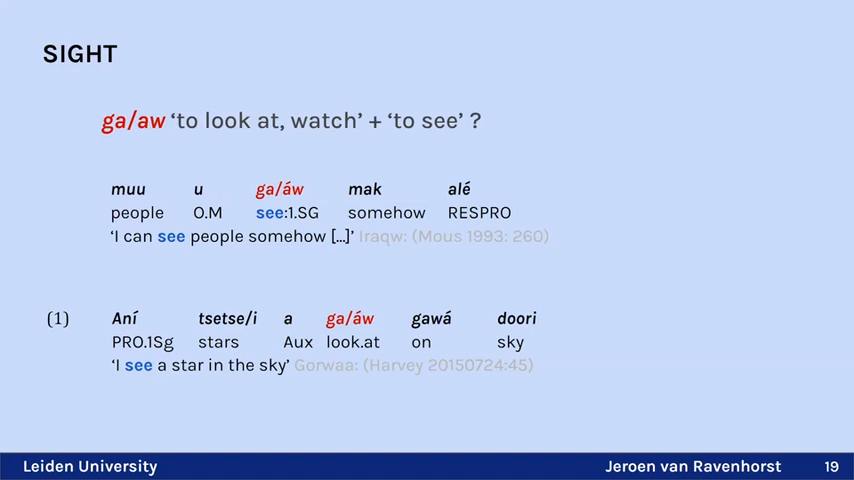 SIGHT
ga/aw ‘to look at, watch’ + ‘to see’ ?
muu u ga/áw mak alé
people O.M see:1.SG somehow RESPRO
‘I can see people somehow [...]’ Iraqw: (Mous 1993: 260)
(1) Aní tsetse/i a ga/áw gawá doori
PRO.1Sg stars Aux look.at on sky
‘I see a star in the sky’ Gorwaa: (Harvey 20150724:45)
Leiden University Jeroen van Ravenhorst 19